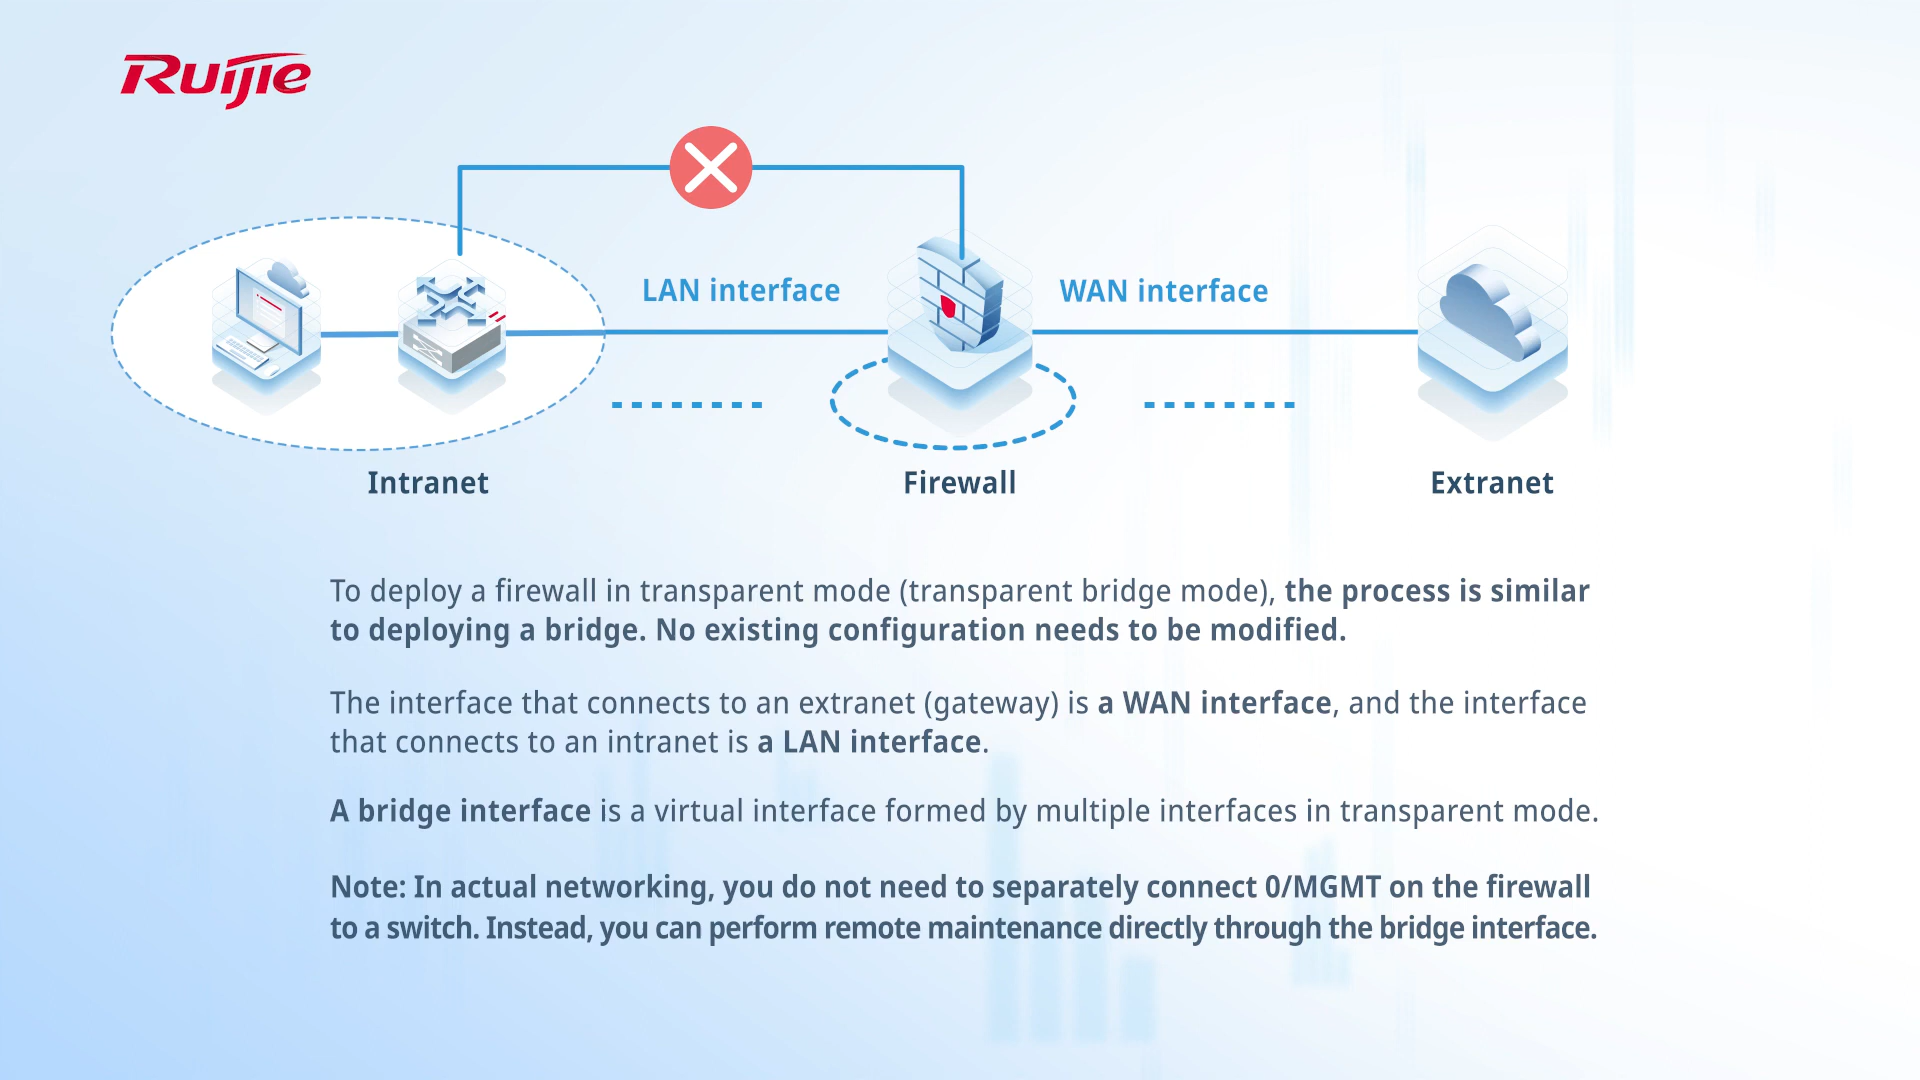 Ruijie
LAN interface
WAN interface
Intranet
Firewall
Extranet
To deploy a firewall in transparent mode (transparent bridge mode), the process is similar
to deploying a bridge. No existing configuration needs to be modified.
The interface that connects to an extranet (gateway) is a WAN interface, and the interface
that connects to an intranet is a LAN interface.
A bridge interface is a virtual interface formed by multiple interfaces in transparent mode.
Note: In actual networking, you do not need to separately connect 0/MGMT on the firewall
to a switch. Instead, you can perform remote maintenance directly through the bridge interface.